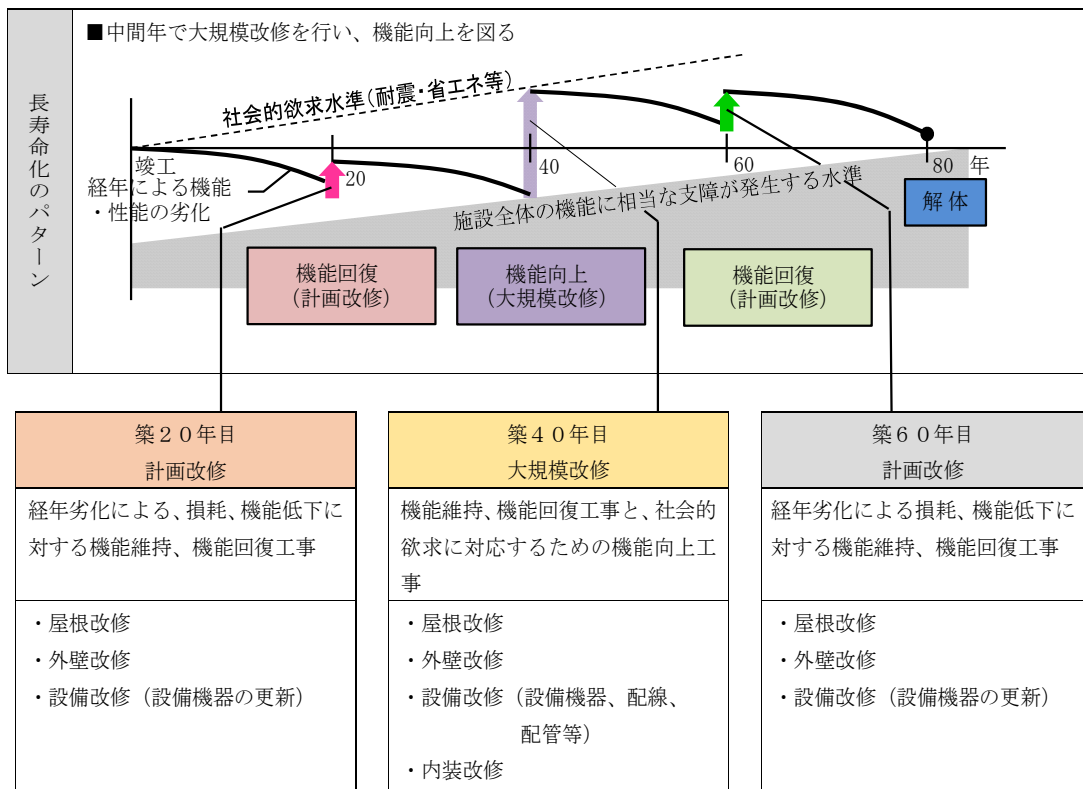 長寿命化のパターン
■中間年で大規模改修を行い、機能向上を図る
社会的欲求水準(耐震・省エネ等)
竣工
20
40
60
80
年
経年による機能
・性能の劣化
施設全体の機能に相当な支障が発生する水準
解体
機能回復
(計画改修)
機能向上
(大規模改修)
機能回復
(計画改修)
築20年目
計画改修
経年劣化による、損耗、機能低下に
対する機能維持、機能回復工事
・屋根改修
・外壁改修
・設備改修（設備機器の更新）
築40年目
大規模改修
機能維持、機能回復工事と、社会的
欲求に対応するための機能向上工
事
・屋根改修
・外壁改修
・設備改修（設備機器、配線、
配管等）
・内装改修
築60年目
計画改修
経年劣化による損耗、機能低下に
対する機能維持、機能回復工事
・屋根改修
・外壁改修
・設備改修（設備機器の更新）